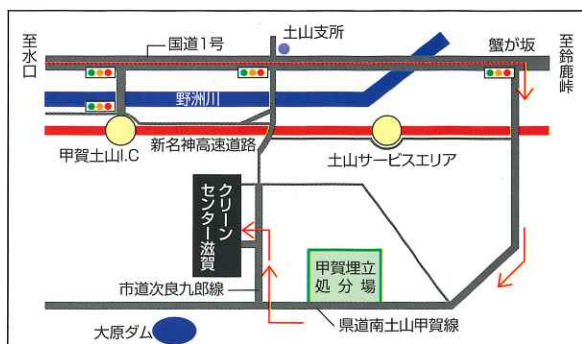 土山支所
国道1号
蟹が坂
至水口
至鈴鹿峠
野洲川
新名神高速道路
甲賀土山I.C
土山サービスエリア
クリーン
センター滋賀
甲賀埋立
処分場
市道次良九郎線
県道南土山甲賀線
大原ダム